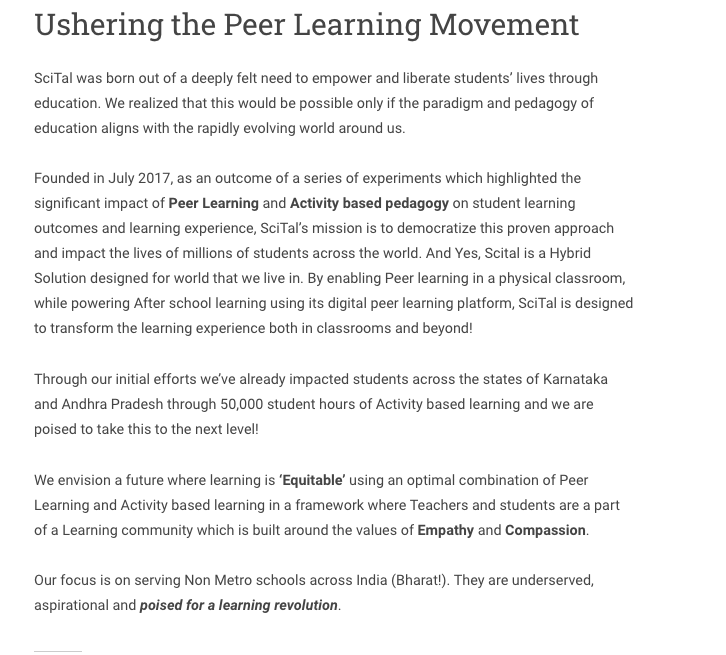 Ushering the Peer Learning Movement
SciTal was born out of a deeply felt need to empower and liberate students’ lives through
education. We realized that this would be possible only if the paradigm and pedagogy of
education aligns with the rapidly evolving world around us.
Founded in July 2017, as an outcome of a series of experiments which highlighted the
significant impact of Peer Learning and Activity based pedagogy on student learning
outcomes and learning experience, SciTal’s mission is to democratize this proven approach
and impact the lives of millions of students across the world. And Yes, Scital is a Hybrid
Solution designed for world that we live in. By enabling Peer learning in a physical classroom,
while powering After school learning using its digital peer learning platform, SciTal is designed
to transform the learning experience both in classrooms and beyond!
Through our initial efforts we’ve already impacted students across the states of Karnataka
and Andhra Pradesh through 50,000 student hours of Activity based learning and we are
poised to take this to the next level!
We envision a future where learning is ‘Equitable’ using an optimal combination of Peer
Learning and Activity based learning in a framework where Teachers and students are a part
of a Learning community which is built around the values of Empathy and Compassion.
Our focus is on serving Non Metro schools across India (Bharat!). They are underserved,
aspirational and poised for a learning revolution.